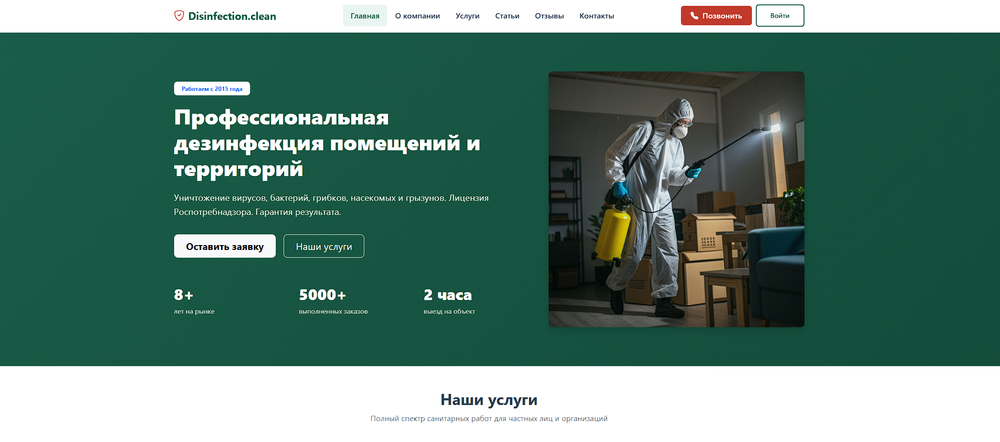 Disinfection.clean
Главная
О компании
Услуги
Статьи
Отзывы
Контакты
Позвонить
Войти
Работаем с 2015 года
Профессиональная
дезинфекция помещений и
территорий
Уничтожение вирусов, бактерий, грибков, насекомых и грызунов. Лицензия
Роспотребнадзора. Гарантия результата.
Оставить заявку
Наши услуги
8+
лет на рынке
5000+
выполненных заказов
2 часа
выезд на объект
Наши услуги
Полный спектр санитарных работ для частных лиц и организаций